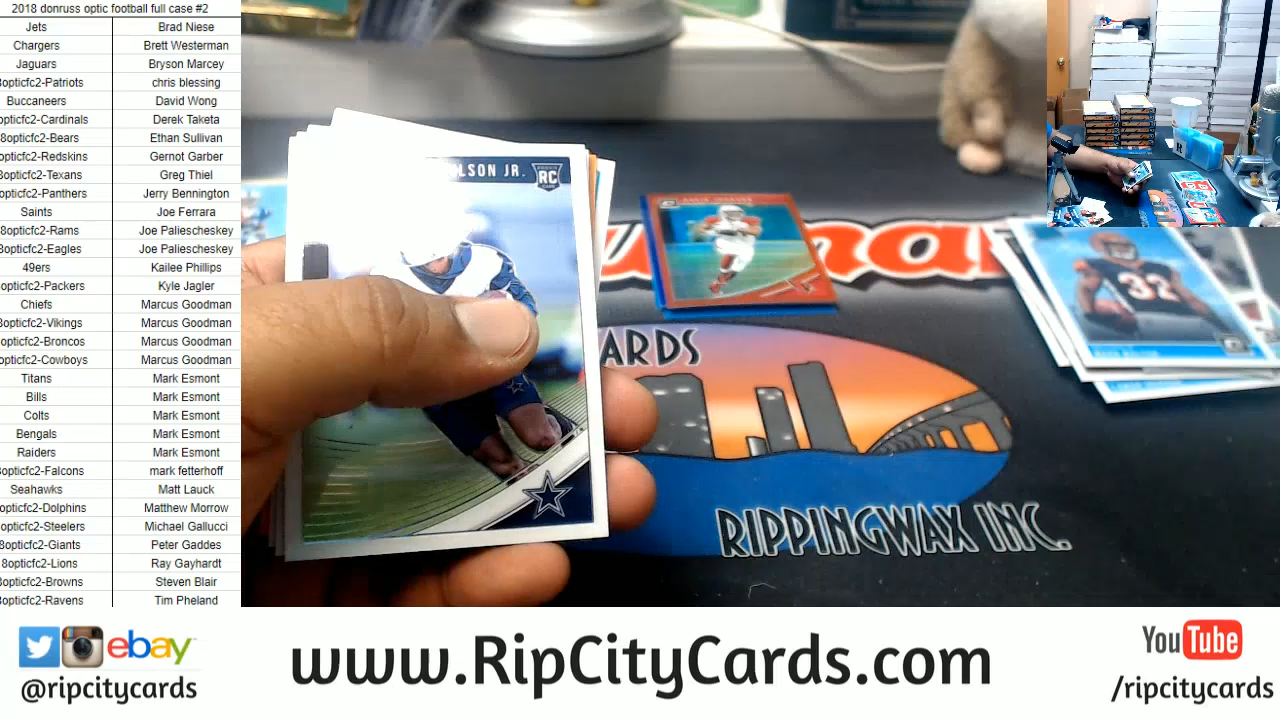 2018 donruss optic football full case #2
Jets Brad Niese
Chargers Brett Westerman
Jaguars Bryson Marcey
8opticfc2-Patriots chris blessing
Buccaneers David Wong
opticfc2-Cardinals Derek Taketa
8opticfc2-Bears Ethan Sullivan
opticfc2-Redskins Gernot Garber
8opticfc2-Texans Greg Thiel
opticfc2-Panthers Jerry Bennington
Saints Joe Ferrara
8opticfc2-Rams Joe Paliescheskey
8opticfc2-Eagles Joe Paliescheskey
49ers Kailee Phillips
opticfc2-Packers Kyle Jagler
Chiefs Marcus Goodman
8opticfc2-Vikings Marcus Goodman
opticfc2-Broncos Marcus Goodman
opticfc2-Cowboys Marcus Goodman
Titans Mark Esmont
Bills Mark Esmont
Colts Mark Esmont
Bengals Mark Esmont
Raiders Mark Esmont
8opticfc2-Falcons mark fetterhoff
Seahawks Matt Lauck
opticfc2-Dolphins Matthew Morrow
opticfc2-Steelers Michael Gallucci
8opticfc2-Giants Peter Gaddes
8opticfc2-Lions Ray Gayhardt
opticfc2-Browns Steven Blair
opticfc2-Ravens Tim Pheland
LSON JR. RC
32
ARDS
RIPPINGWAX INC.
ebay
@ripcitycards
www.RipCityCards.com
YouTube
/ripcitycards